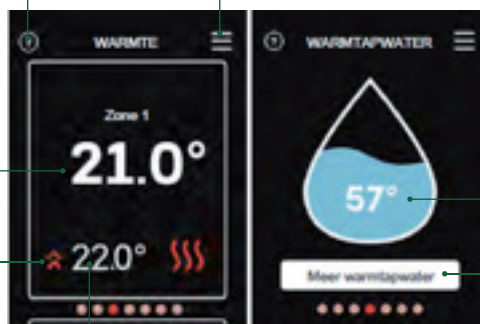 WARMTE
Zone 1
21.0°
22.0°
WARMTAPWATER
57°
Meer warmtapwater